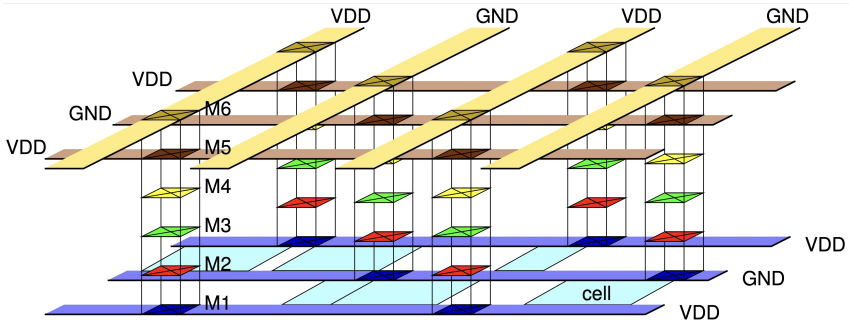 VDD GND VDD GND
VDD
GND M6
VDD M5
M4
M3
VDD
M2
GND
cell
M1
VDD